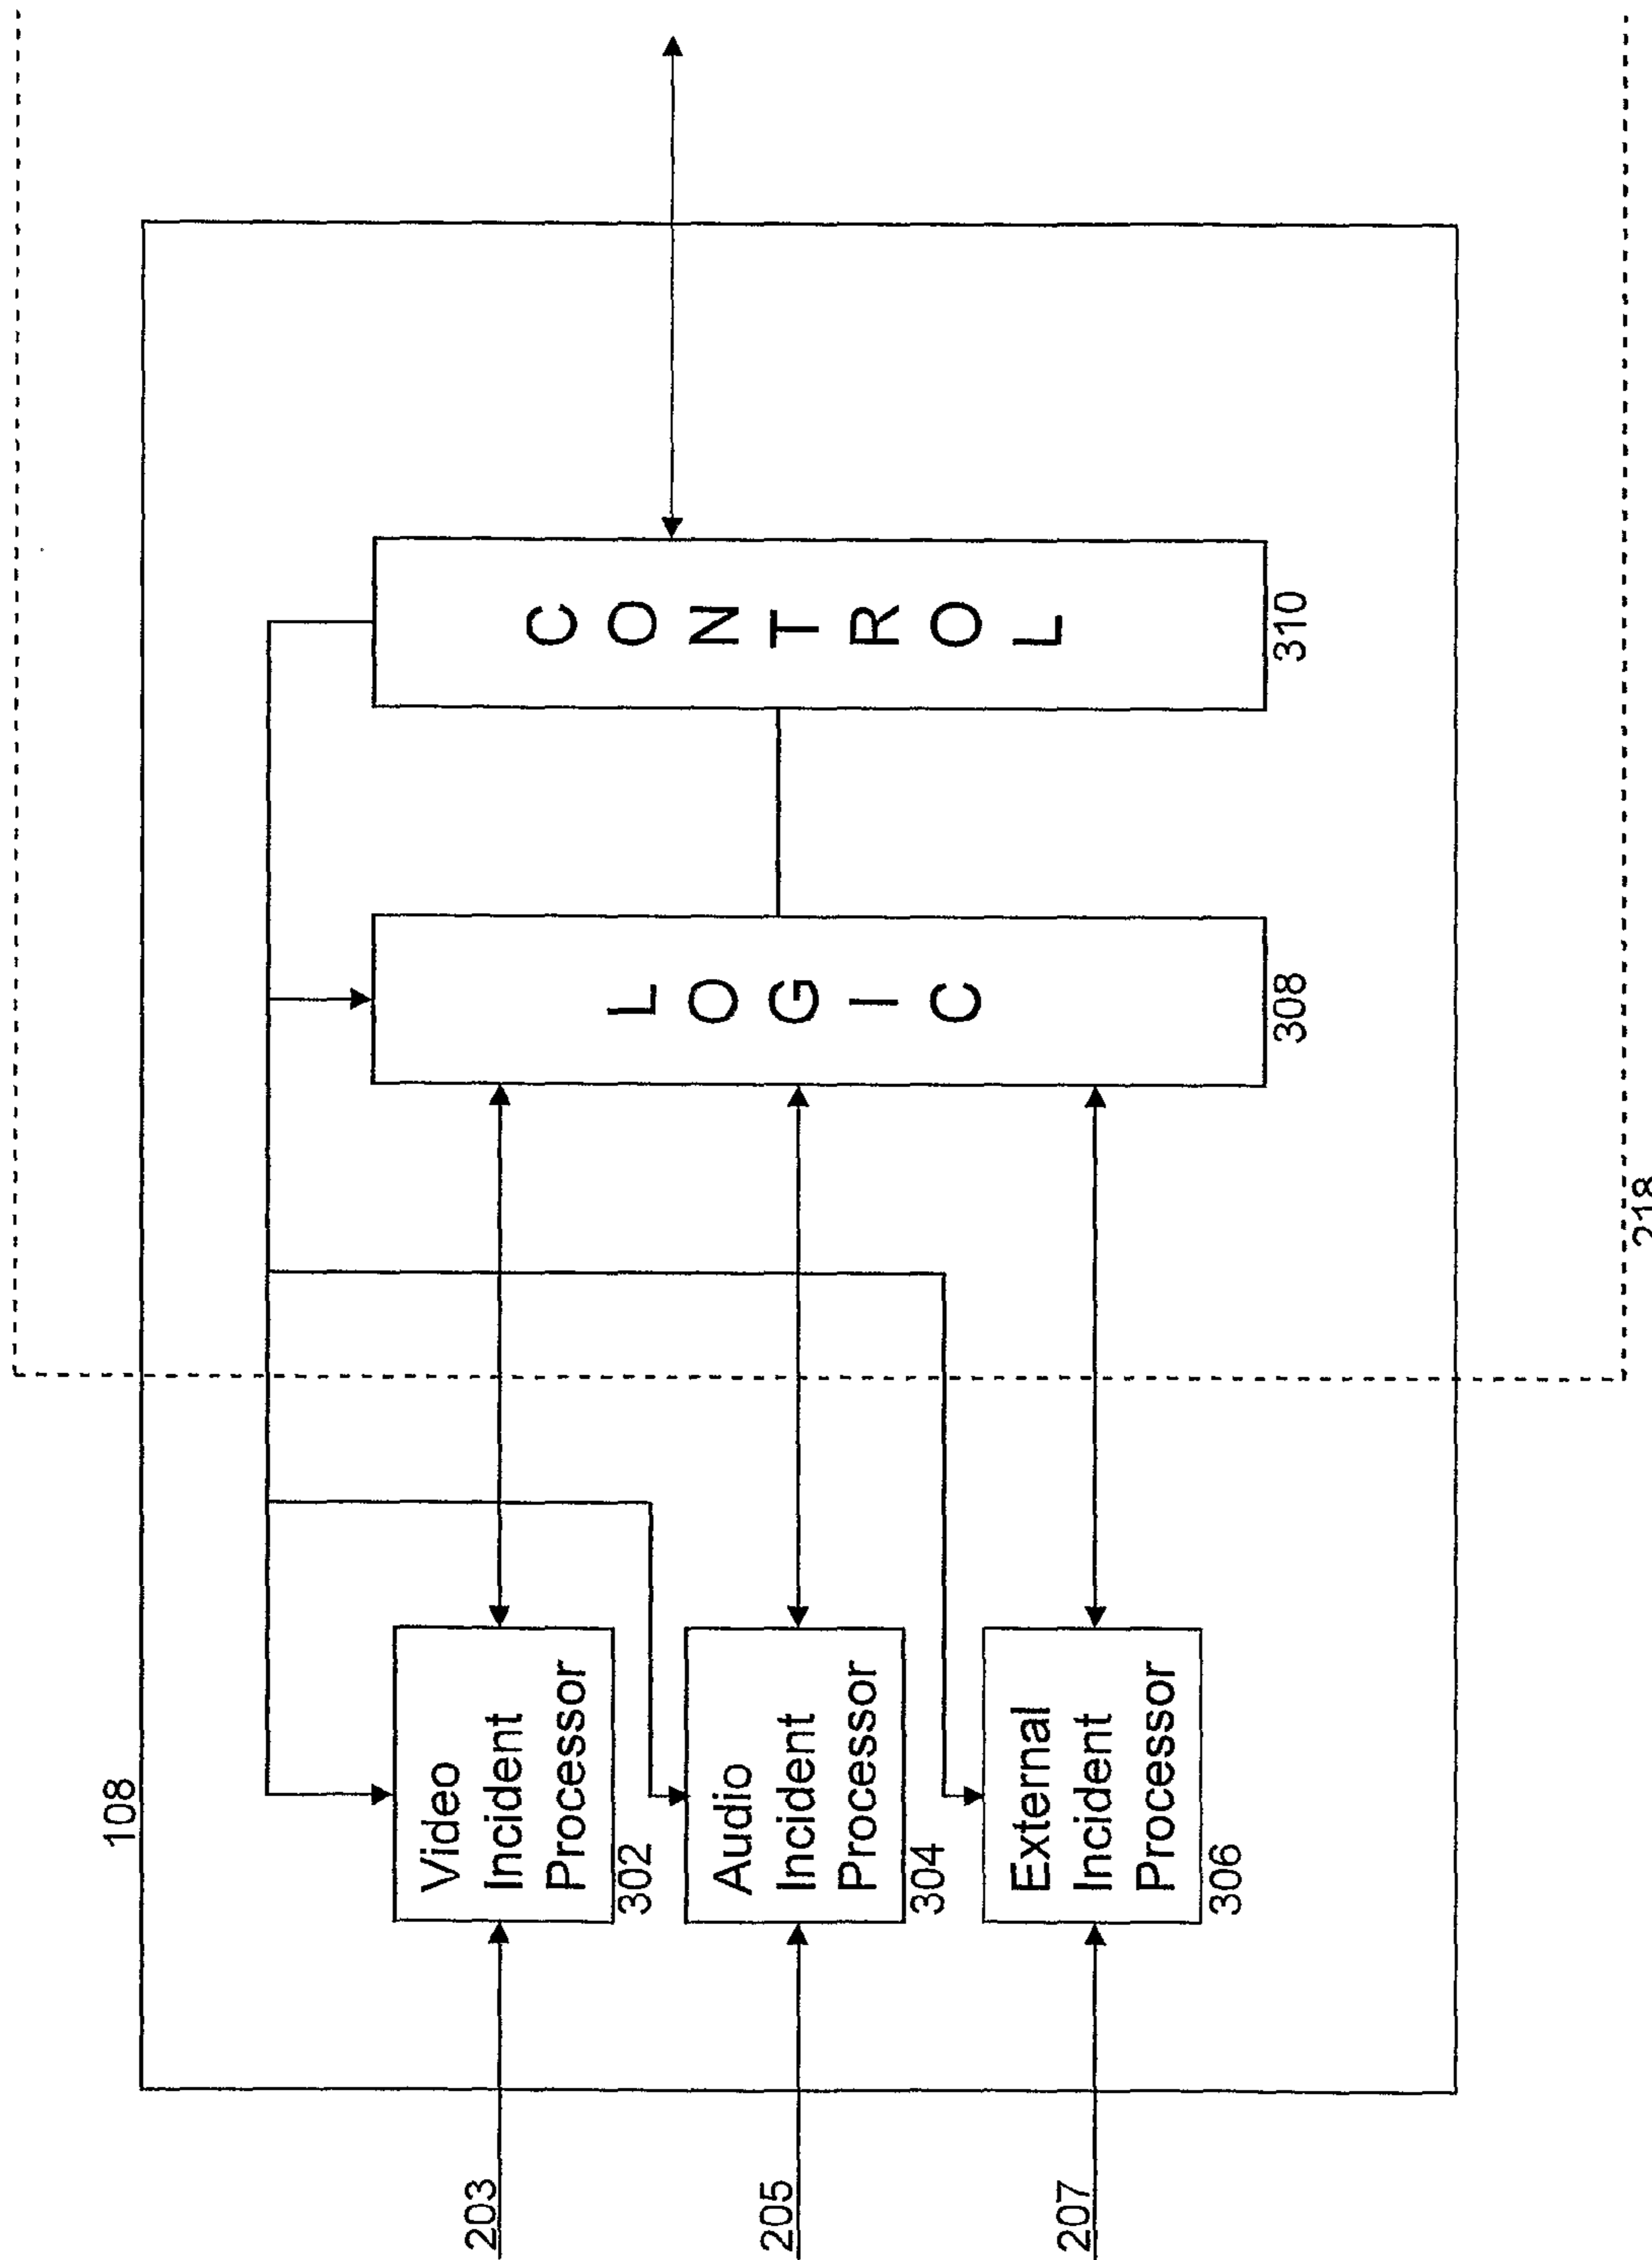 108
203
Video
Incident
Processor
302
205
Audio
Incident
Processor
304
207
External
Incident
Processor
306
LOGIC
308
CONTROL
310
218